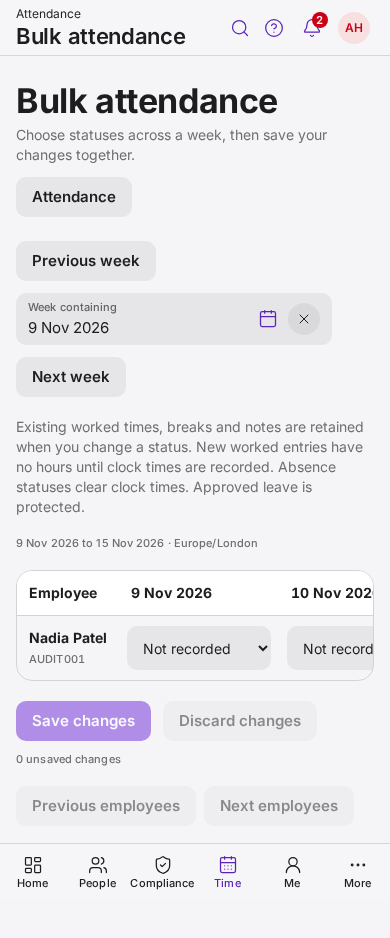 Attendance
Bulk attendance
2
AH
Bulk attendance
Choose statuses across a week, then save your
changes together.
Attendance
Previous week
Week containing
9 Nov 2026
Next week
Existing worked times, breaks and notes are retained
when you change a status. New worked entries have
no hours until clock times are recorded. Absence
statuses clear clock times. Approved leave is
protected.
9 Nov 2026 to 15 Nov 2026 · Europe/London
Employee 9 Nov 2026 10 Nov 202
Nadia Petrel Not recorded Not record
AUDIT001
Save changes Discard changes
0 unsaved changes
Previous employees Next employees
Home People Compliance Time Me More